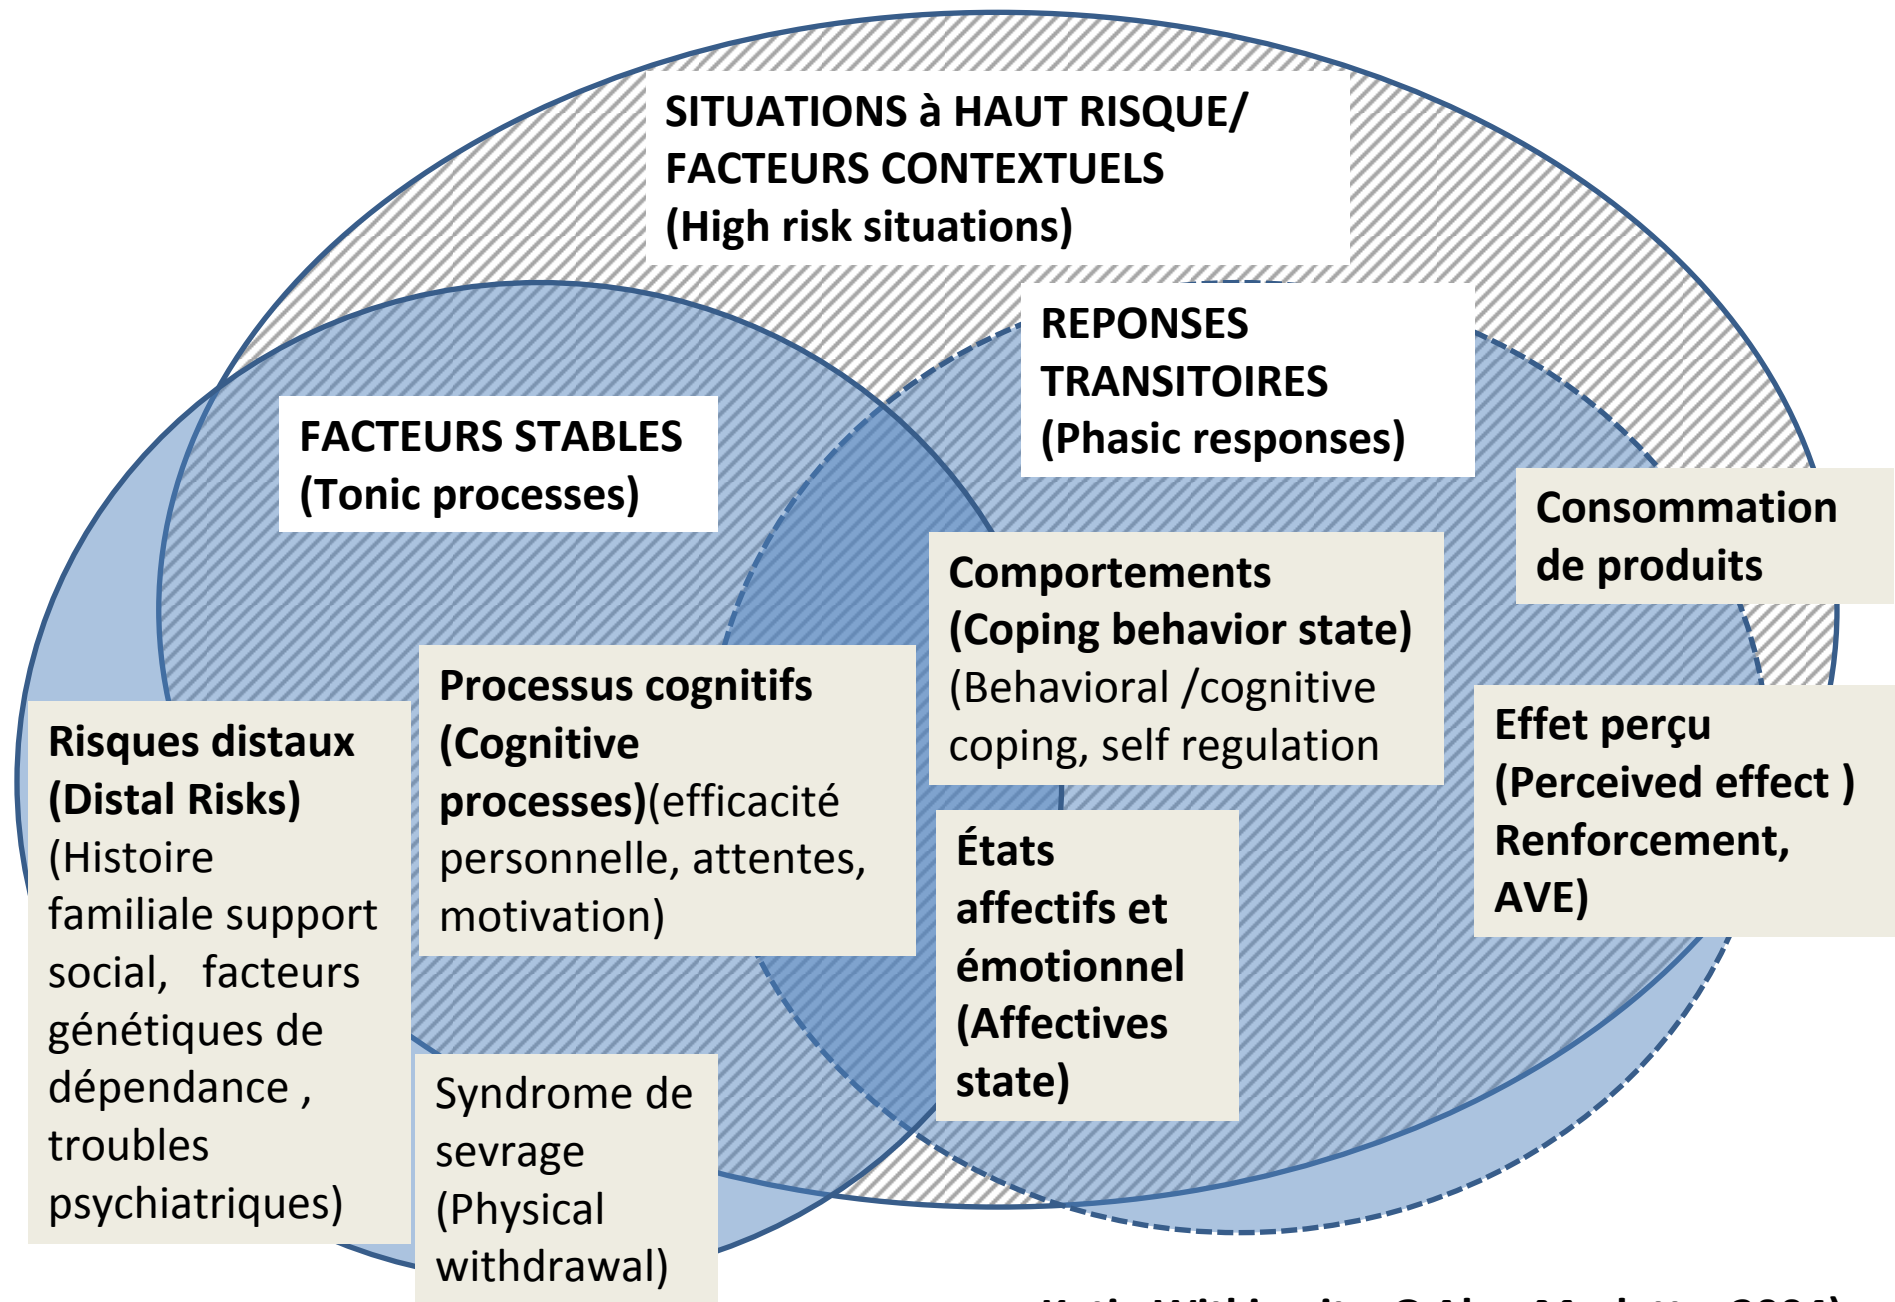 SITUATIONS à HAUT RISQUE/
FACTEURS CONTEXTUELS
(High risk situations)
REPONSES
TRANSITOIRES
(Phasic responses)
FACTEURS STABLES
(Tonic processes)
Consommation
de produits
Comportements
(Coping behavior state)
(Behavioral /cognitive
coping, self regulation
Processus cognitifs
(Cognitive
processes)(efficacité
personnelle, attentes,
motivation)
Risques distaux
(Distal Risks)
(Histoire
familiale support
social, facteurs
génétiques de
dépendance ,
troubles
psychiatriques)
Effet perçu
(Perceived effect )
Renforcement,
AVE)
États
affectifs et
émotionnel
(Affectives
state)
Syndrome de
sevrage
(Physical
withdrawal)